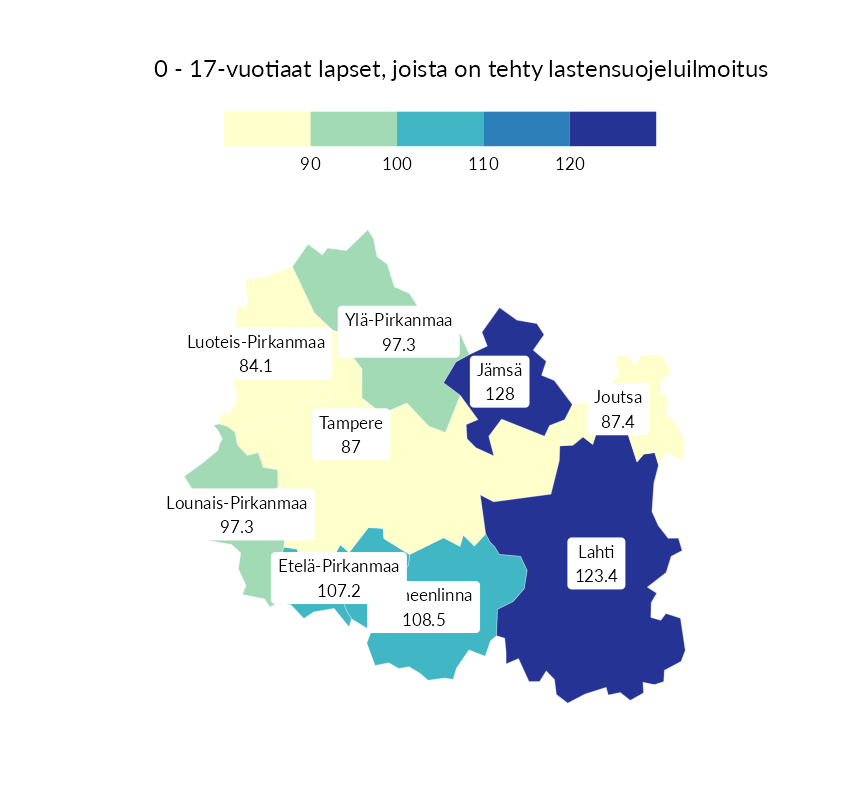 0 - 17-vuotiaat lapset, joista on tehty lastensuojeluilmoitus
90 100 110 120
Ylä-Pirkanmaa
97.3
Luoteis-Pirkanmaa
84.1
Jämsä
128
Joutsa
87.4
Tampere
87
Lounais-Pirkanmaa
97.3
Lahti
123.4
Etelä-Pirkanmaa
107.2
108.5